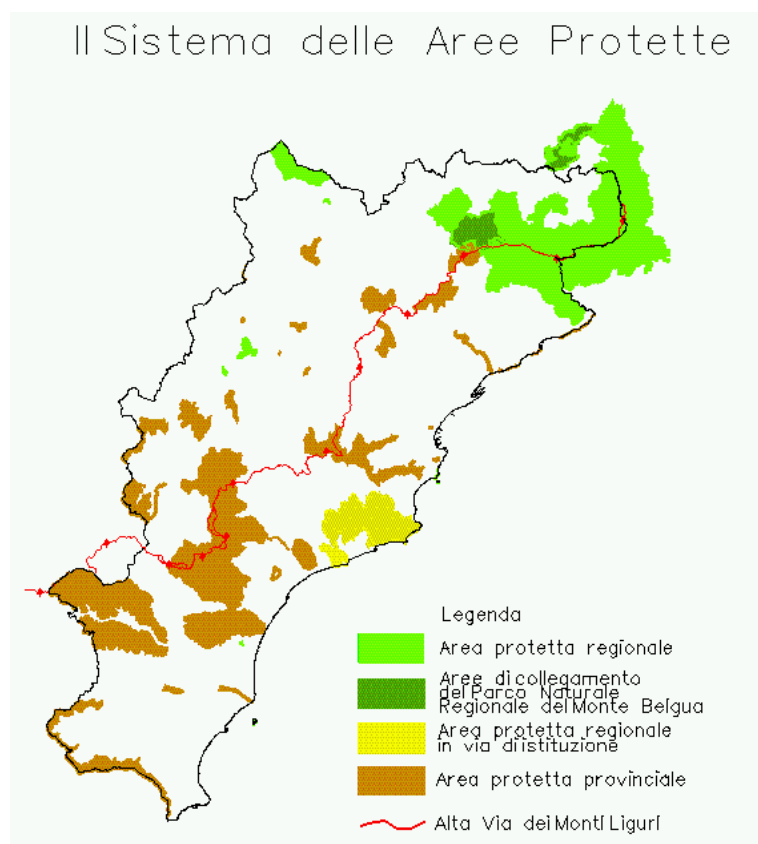 Il Sistema delle Aree Protette
Legenda
Area protetta regionale
Aree di collegamento
del Parco Naturale
Regionale del Monte Beigua
Area protetta regionale
in via di istituzione
Area protetta provinciale
Alta Via dei Monti Liguri